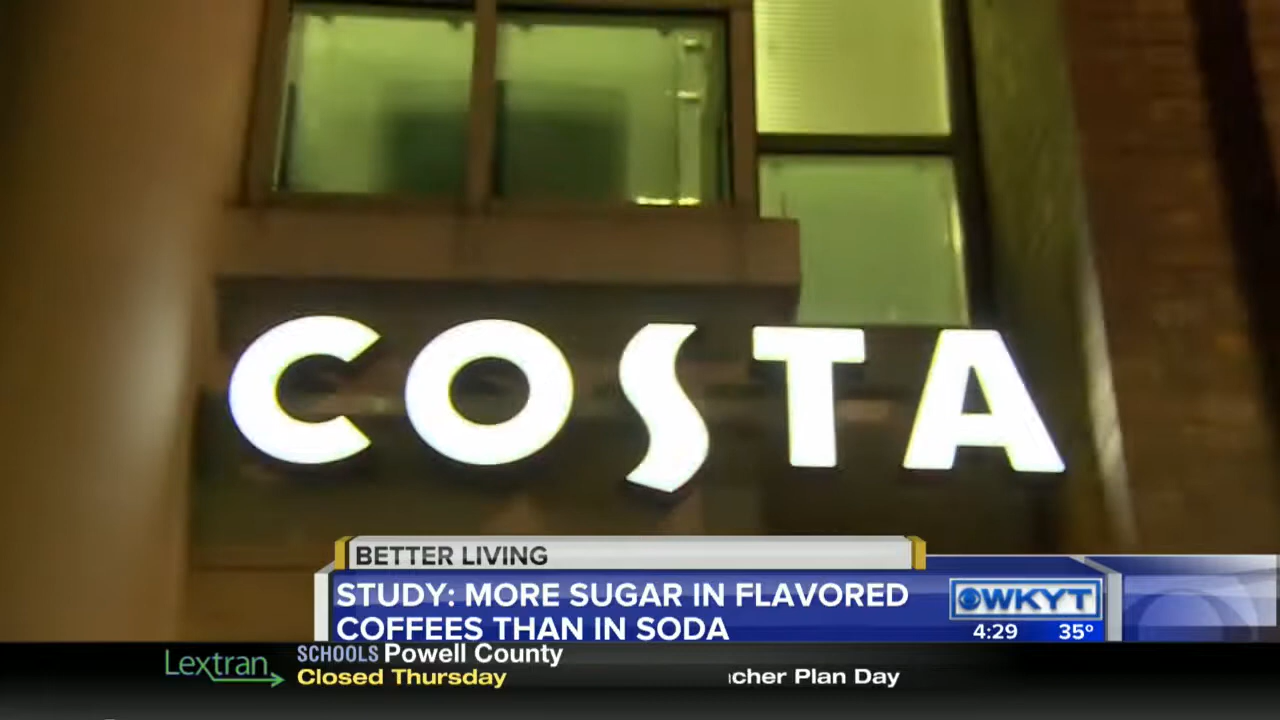 COSTA
BETTER LIVING
STUDY: MORE SUGAR IN FLAVORED
COFFEES THAN IN SODA
WKYT
4:29 35°
Lextran
SCHOOLS Powell County
Closed Thursday
Plan Day